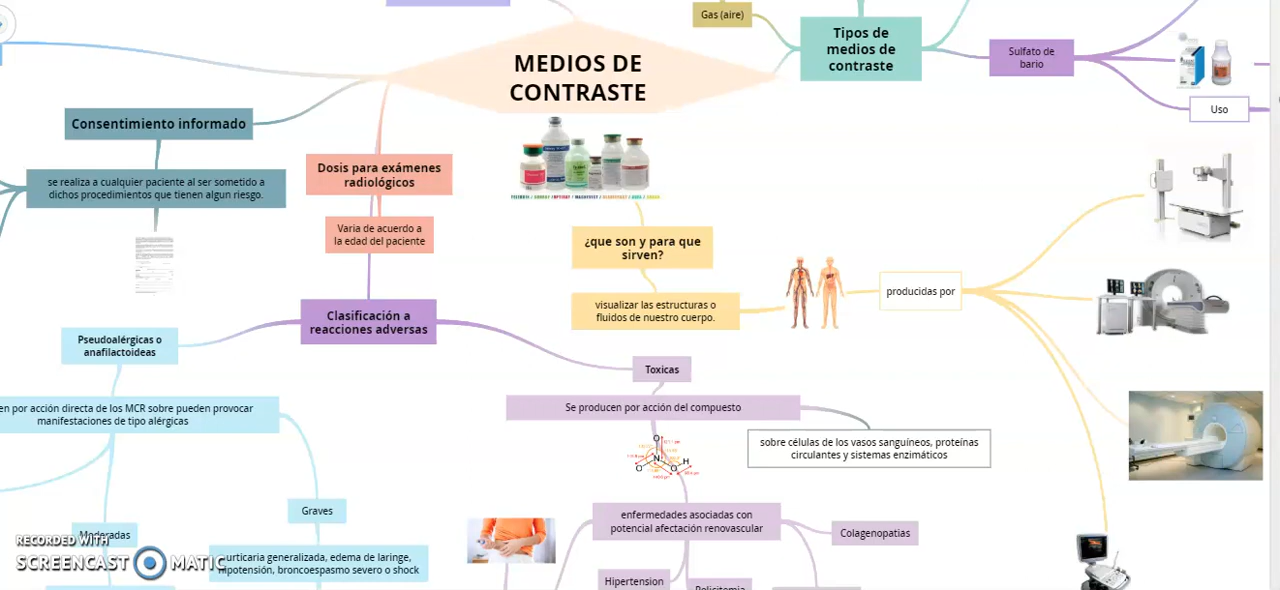 Gas (aire)
Tipos de
medios de
contraste
Sulfato de
bario
Uso
MEDIOS DE
CONTRASTE
Consentimiento informado
se realiza a cualquier paciente al ser sometido a
dichos procedimientos que tienen algun riesgo.
Dosis para exámenes
radiológicos
Varia de acuerdo a
la edad del paciente
¿que son y para que
sirven?
visualizar las estructuras o
fluidos de nuestro cuerpo.
producidas por
Clasificación a
reacciones adversas
Pseudoalérgicas o
anafilactoideas
en por acción directa de los MCR sobre pueden provocar
manifestaciones de tipo alérgicas
Toxicas
Se producen por acción del compuesto
sobre células de los vasos sanguíneos, proteínas
circulantes y sistemas enzimáticos
O
N
O
O
H
Graves
Moderadas
urticaria generalizada, edema de laringe,
hipotensión, broncoespasmo severo o shock
enfermedades asociadas con
potencial afectación renovascular
Colagenopatias
Hipertension
Policitemia
RECORDED WITH
SCREENCAST MATIC